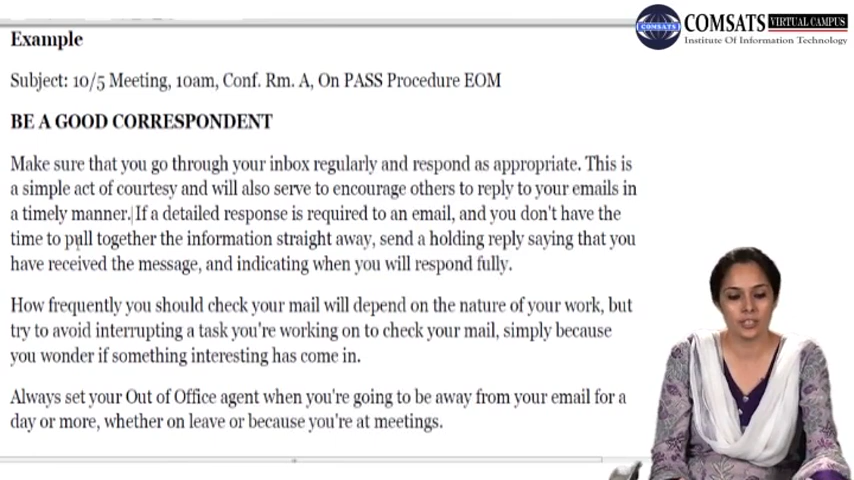 Example
COMSATS VIRTUAL CAMPUS
COMSATS
Institute Of Information Technology
Subject: 10/5 Meeting, 10am, Conf. Rm. A, On PASS Procedure EOM
BE A GOOD CORRESPONDENT
Make sure that you go through your inbox regularly and respond as appropriate. This is
a simple act of courtesy and will also serve to encourage others to reply to your emails in
a timely manner. If a detailed response is required to an email, and you don't have the
time to pull together the information straight away, send a holding reply saying that you
have received the message, and indicating when you will respond fully.
How frequently you should check your mail will depend on the nature of your work, but
try to avoid interrupting a task you're working on to check your mail, simply because
you wonder if something interesting has come in.
Always set your Out of Office agent when you're going to be away from your email for a
day or more, whether on leave or because you're at meetings.